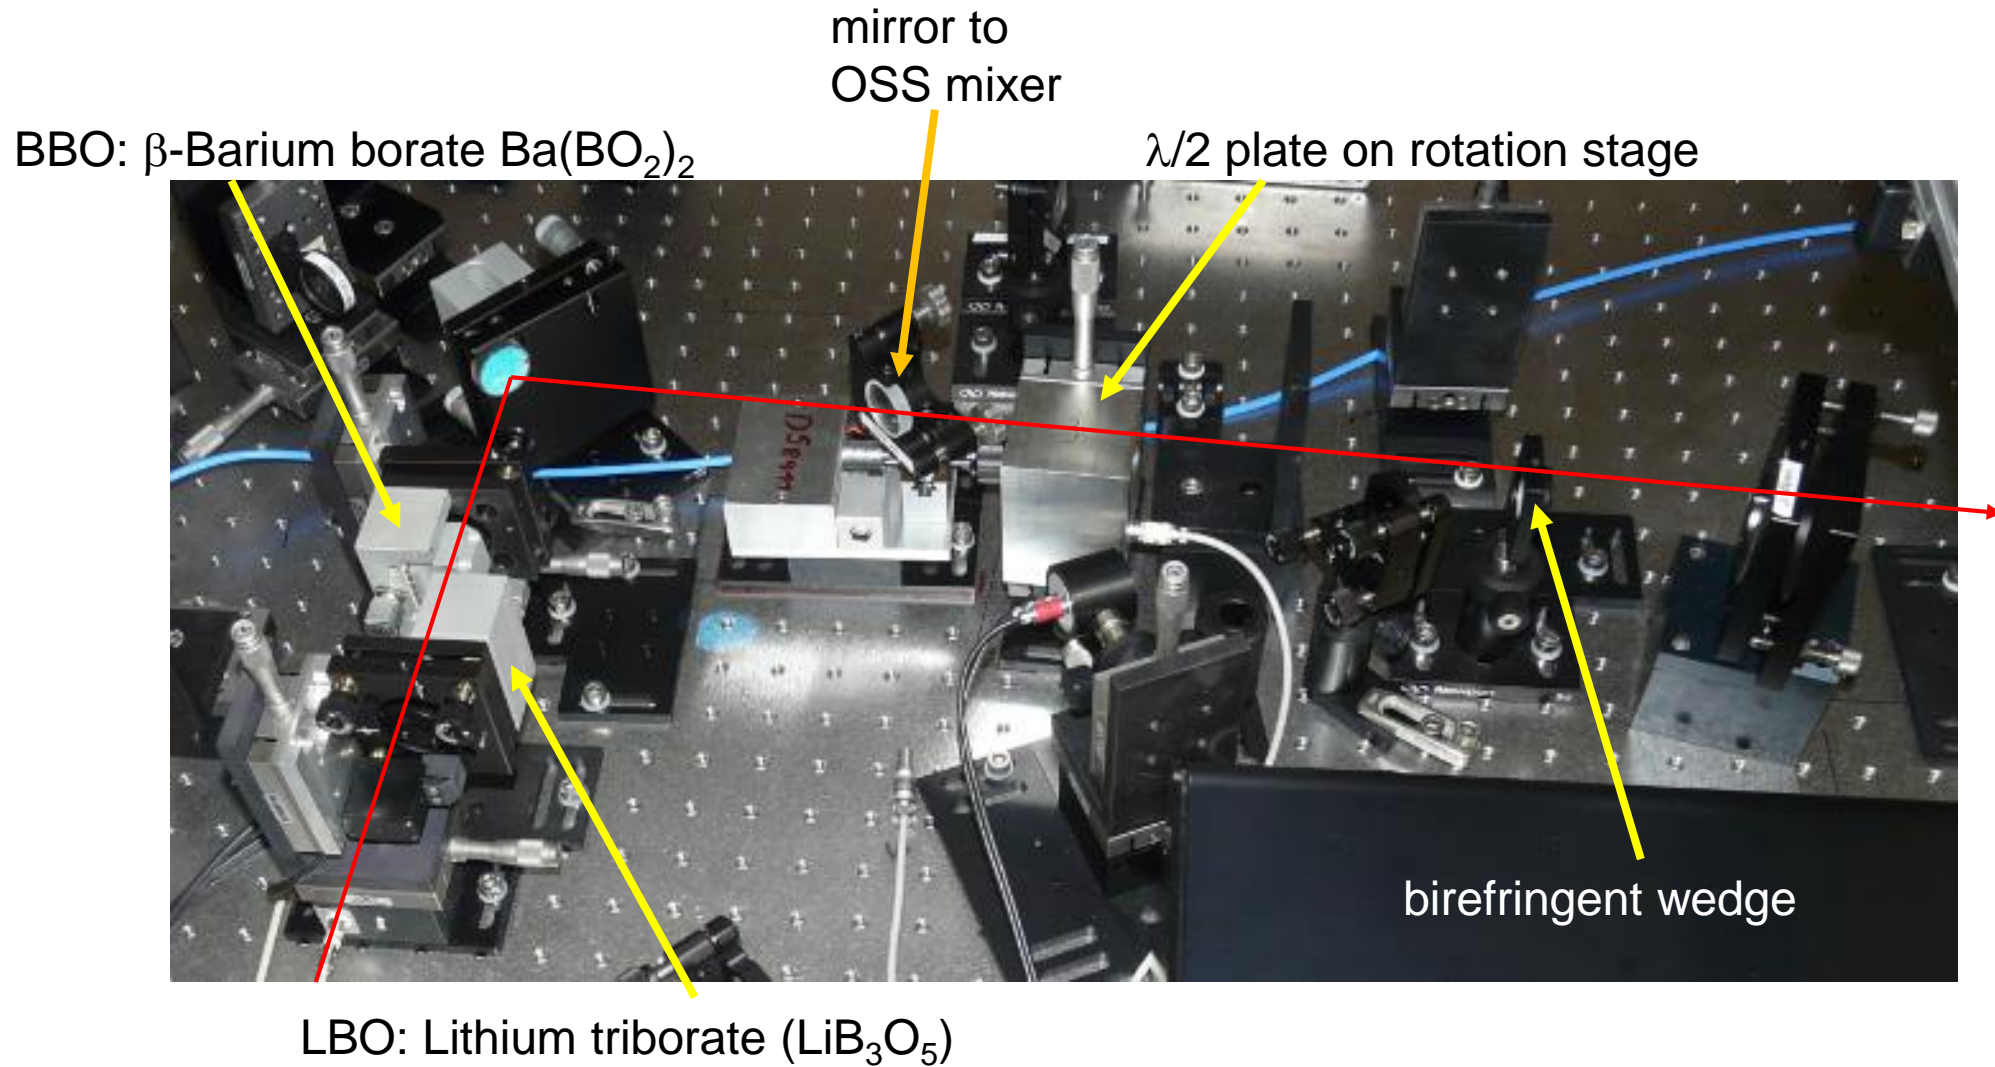 mirror to
OSS mixer
BBO: β-Barium borate Ba(BO₂)₂
λ/2 plate on rotation stage
birefringent wedge
LBO: Lithium triborate (LiB₃O₅)